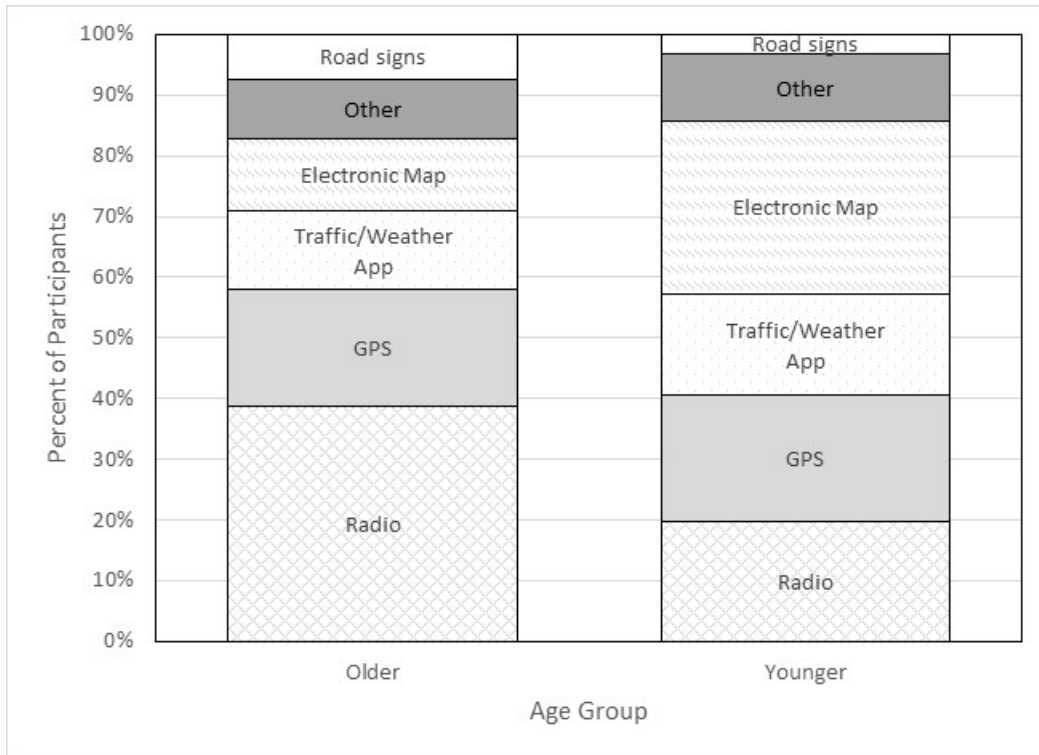 100%
90%
80%
70%
60%
50%
40%
30%
20%
10%
0%
Percent of Participants
Road signs
Other
Electronic Map
Traffic/Weather
App
GPS
Radio
Road signs
Other
Electronic Map
Traffic/Weather
App
GPS
Radio
Older
Younger
Age Group